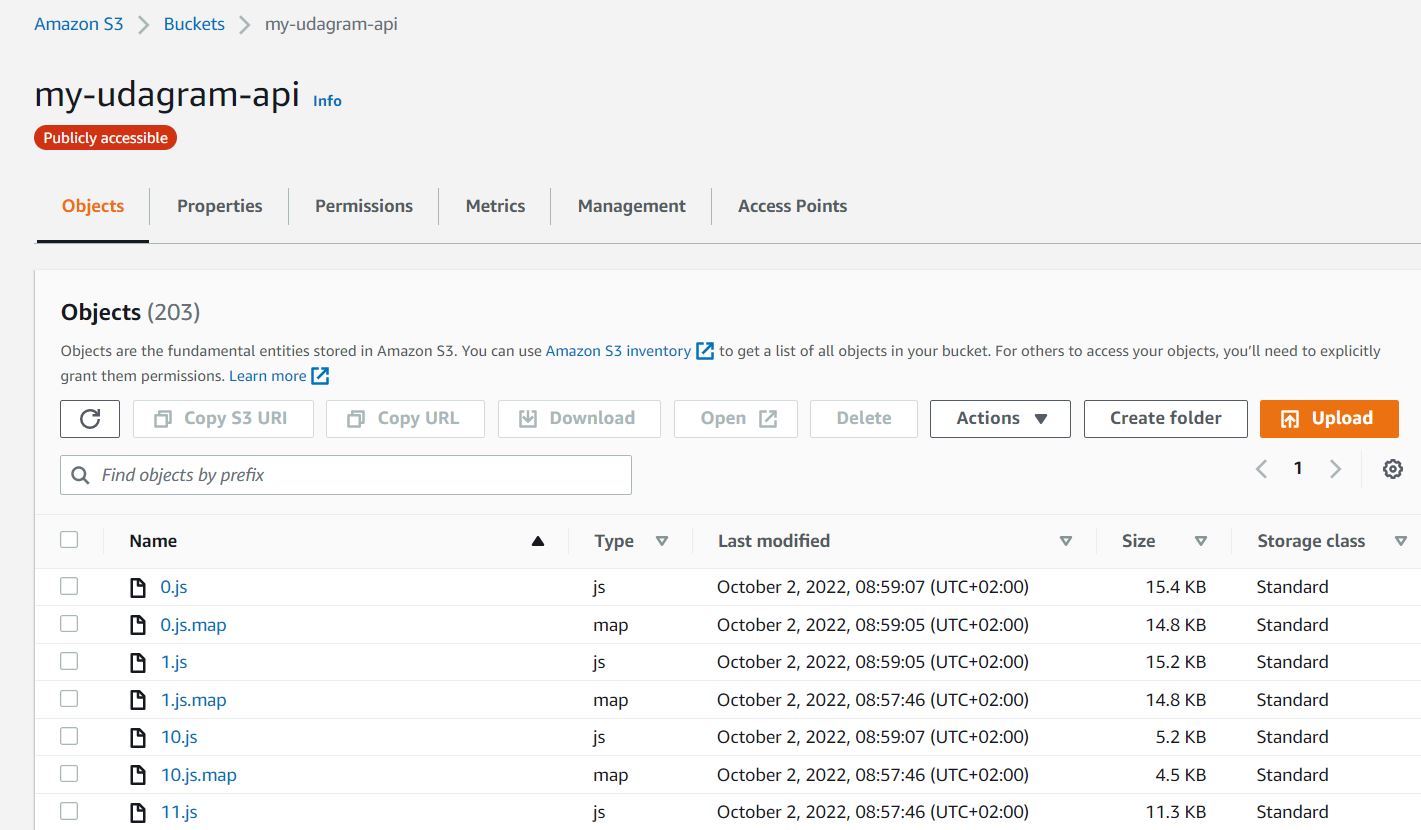 Amazon S3 > Buckets > my-udagram-api
my-udagram-api Info
Publicly accessible
Objects Properties Permissions Metrics Management Access Points
Objects (203)
Objects are the fundamental entities stored in Amazon S3. You can use Amazon S3 inventory to get a list of all objects in your bucket. For others to access your objects, you’ll need to explicitly
grant them permissions. Learn more
Copy S3 URI Copy URL Download Open Delete Actions Create folder Upload
Find objects by prefix
1
Name Type Last modified Size Storage class
0.js js October 2, 2022, 08:59:07 (UTC+02:00) 15.4 KB Standard
0.js.map map October 2, 2022, 08:59:05 (UTC+02:00) 14.8 KB Standard
1.js js October 2, 2022, 08:59:05 (UTC+02:00) 15.2 KB Standard
1.js.map map October 2, 2022, 08:57:46 (UTC+02:00) 14.8 KB Standard
10.js js October 2, 2022, 08:59:07 (UTC+02:00) 5.2 KB Standard
10.js.map map October 2, 2022, 08:57:46 (UTC+02:00) 4.5 KB Standard
11.js js October 2, 2022, 08:57:46 (UTC+02:00) 11.3 KB Standard